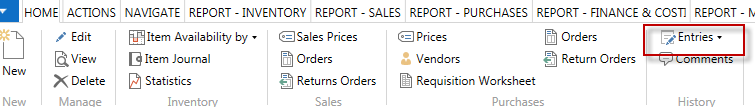 HOME ACTIONS NAVIGATE REPORT - INVENTORY REPORT - SALES REPORT - PURCHASES REPORT - FINANCE & COSTI REPORT - M
Edit Item Availability by Sales Prices Prices Orders Entries
View Item Journal Orders Vendors Return Orders Comments
New Delete Statistics Returns Orders Requisition Worksheet
New Manage Inventory Sales Purchases History